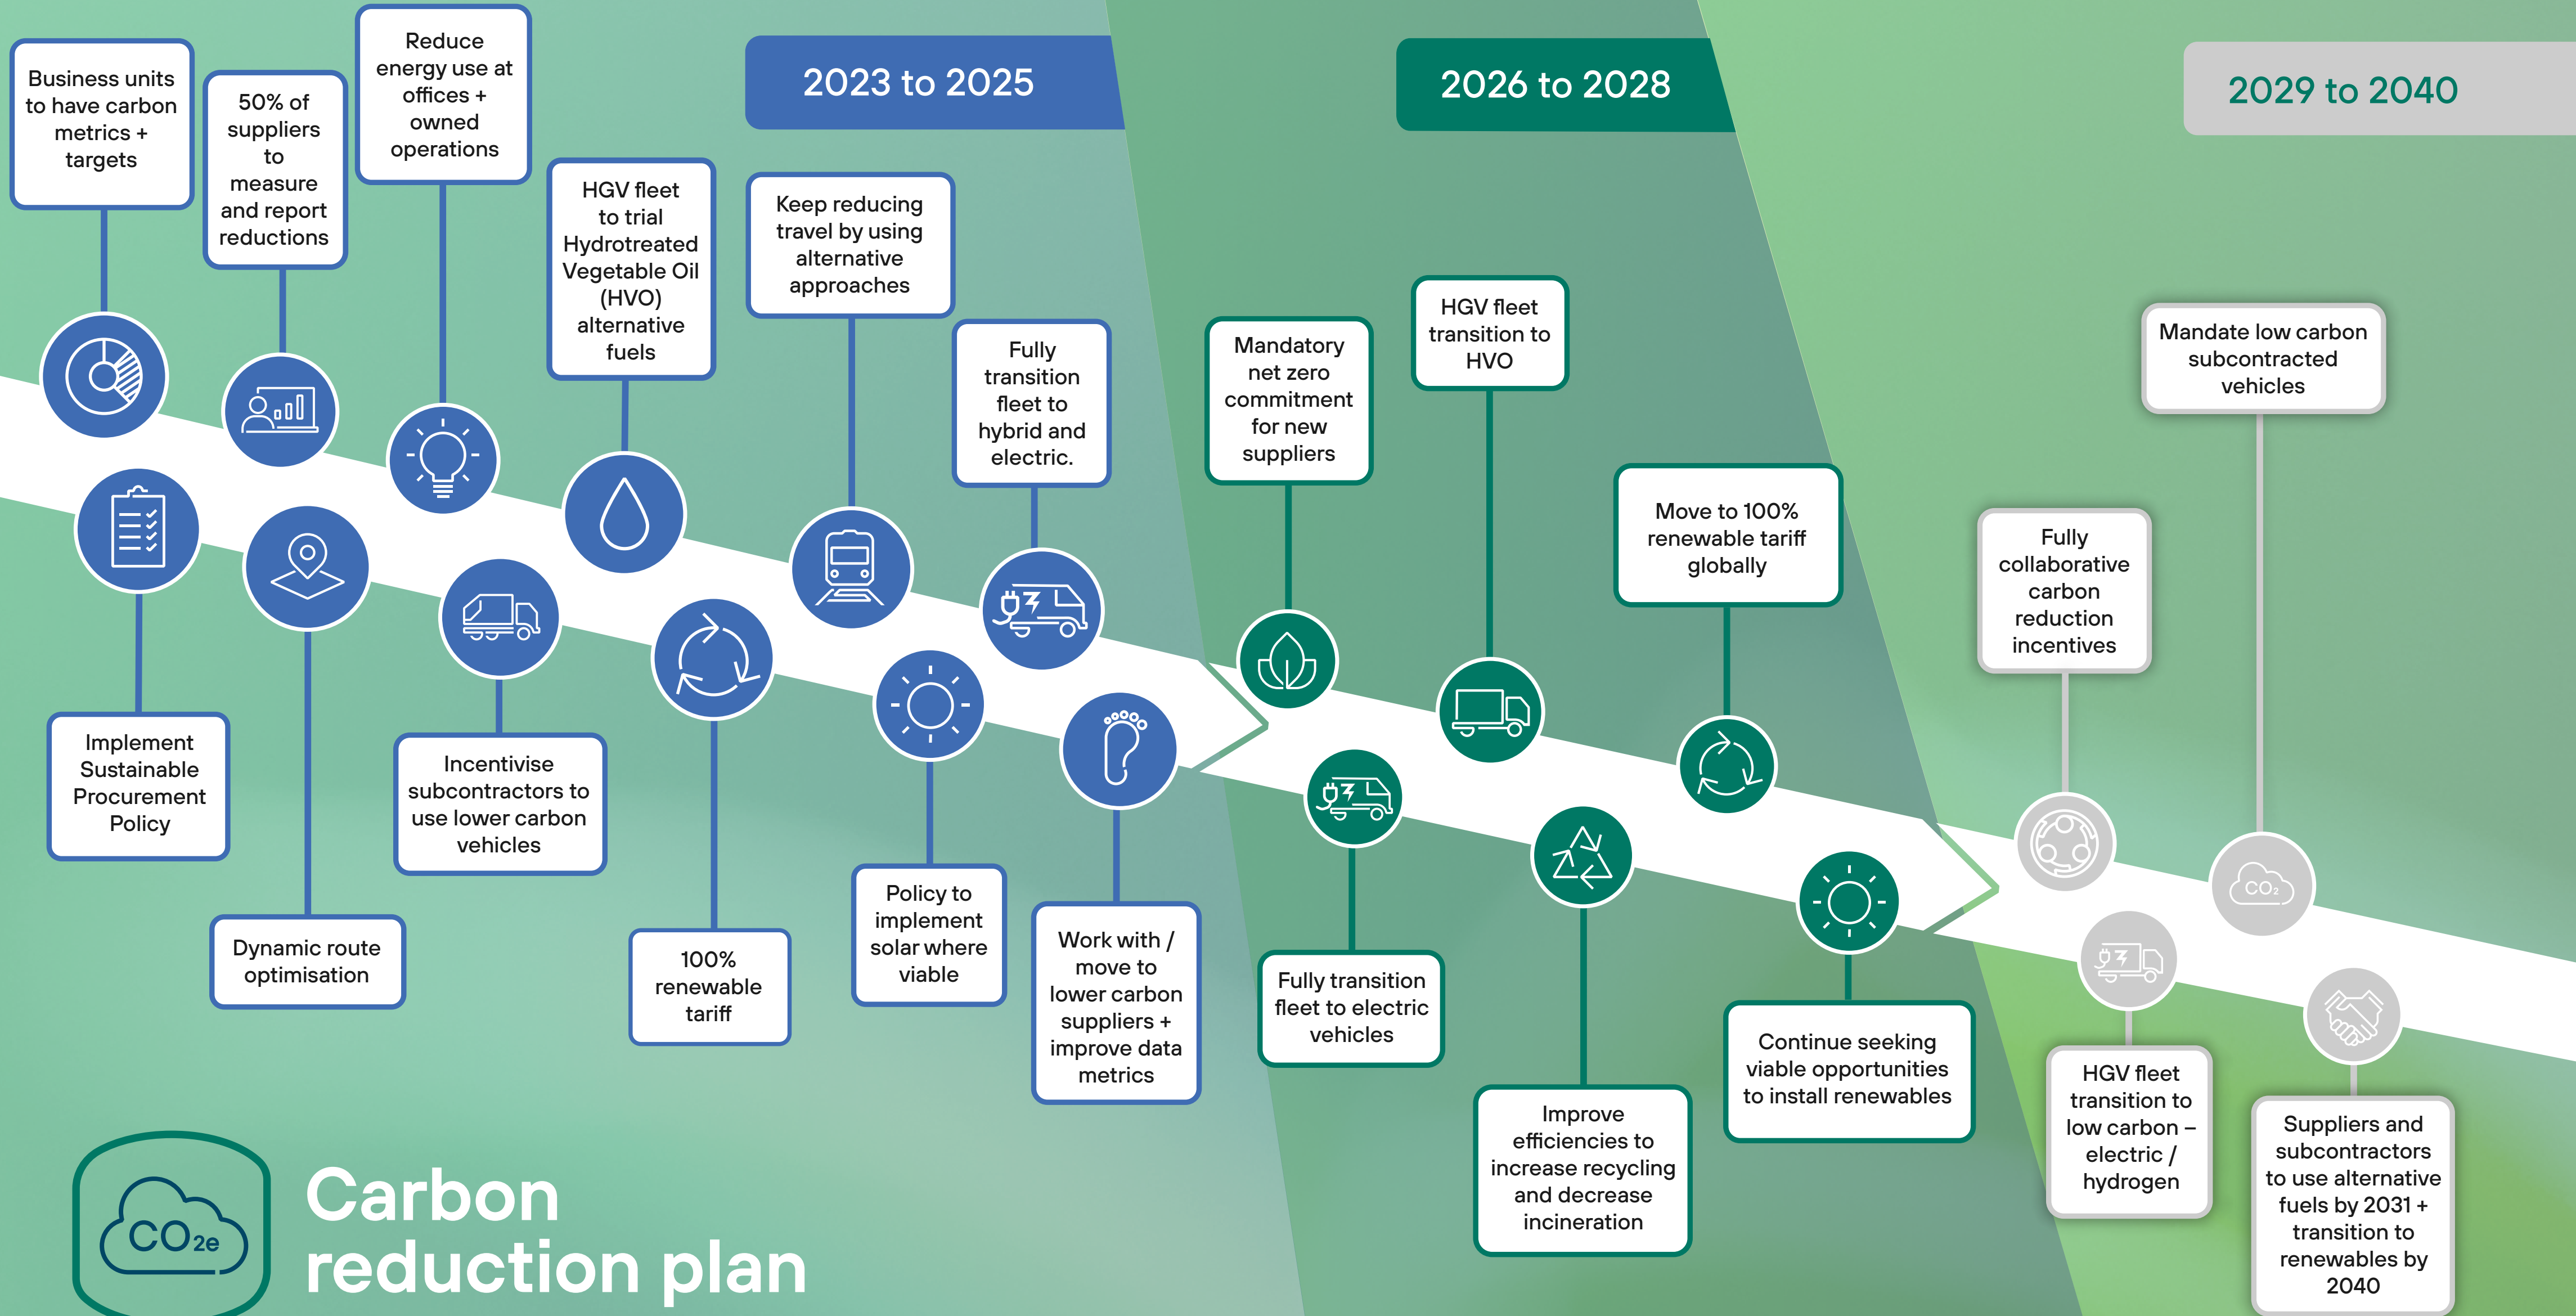 Business units
to have carbon
metrics +
targets
50% of
suppliers
to
measure
and report
reductions
Reduce
energy use at
offices +
owned
operations
HGV fleet
to trial
Hydrotreated
Vegetable Oil
(HVO)
alternative
fuels
2023 to 2025
Keep reducing
travel by using
alternative
approaches
Fully
transition
fleet to
hybrid and
electric.
Implement
Sustainable
Procurement
Policy
Dynamic route
optimisation
Incentivise
subcontractors to
use lower carbon
vehicles
100%
renewable
tariff
Policy to
implement
solar where
viable
Work with /
move to
lower carbon
suppliers +
improve data
metrics
2026 to 2028
Mandatory
net zero
commitment
for new
suppliers
HGV fleet
transition to
HVO
Move to 100%
renewable tariff
globally
Fully transition
fleet to electric
vehicles
Improve
efficiencies to
increase recycling
and decrease
incineration
Continue seeking
viable opportunities
to install renewables
2029 to 2040
Fully
collaborative
carbon
reduction
incentives
Mandate low carbon
subcontracted
vehicles
CO₂
HGV fleet
transition to
low carbon –
electric /
hydrogen
Suppliers and
subcontractors
to use alternative
fuels by 2031 +
transition to
renewables by
2040
CO₂e
Carbon
reduction plan